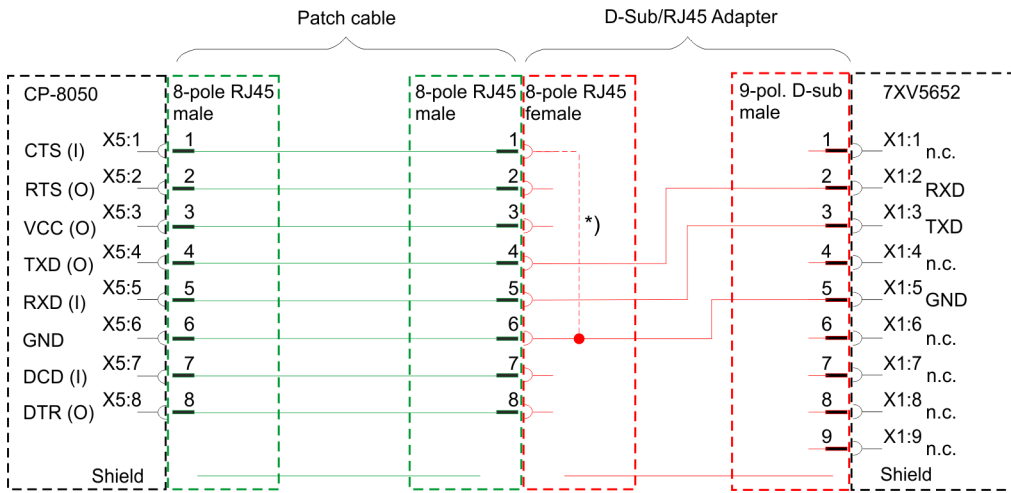 Patch cable D-Sub/RJ45 Adapter
CP-8050 8-pole RJ45 8-pole RJ45 8-pole RJ45 9-pol. D-sub 7XV5652
male male female male
CTS (I) X5:1 1 1 1 X1:1 n.c.
RTS (O) X5:2 2 2 2 X1:2 RXD
VCC (O) X5:3 3 3 *) 3 X1:3 TXD
TXD (O) X5:4 4 4 4 X1:4 n.c.
RXD (I) X5:5 5 5 5 X1:5 GND
GND X5:6 6 6 6 X1:6 n.c.
DCD (I) X5:7 7 7 7 X1:7 n.c.
DTR (O) X5:8 8 8 8 X1:8 n.c.
9 X1:9 n.c.
Shield Shield